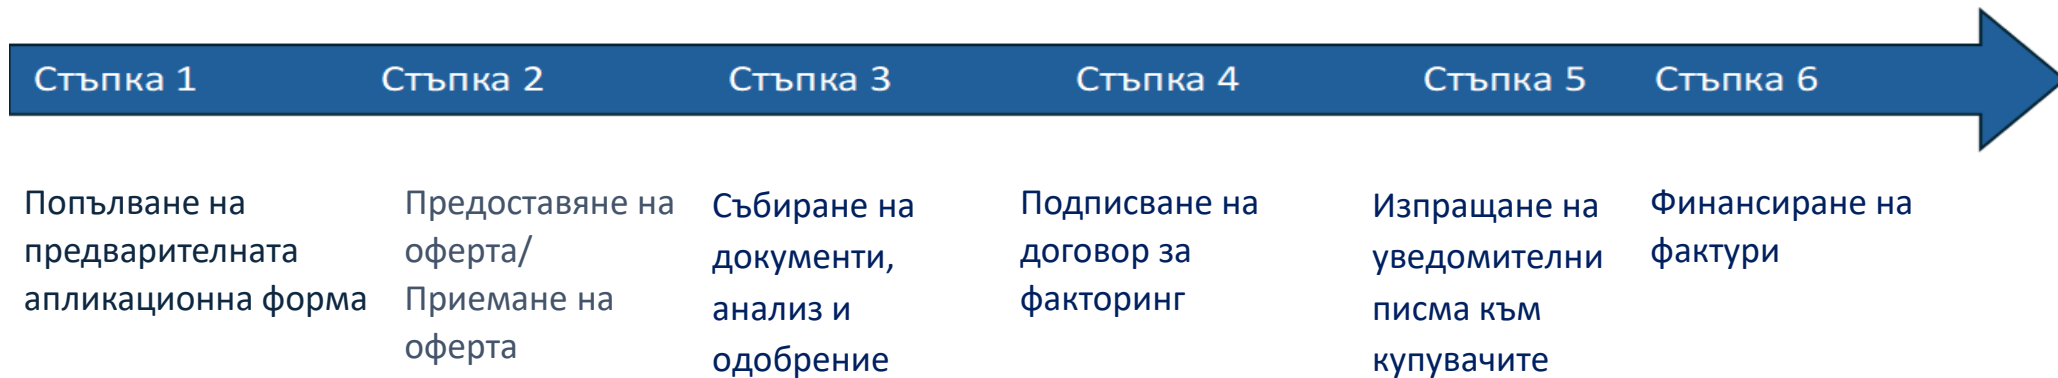 Стъпка 1
Стъпка 2
Стъпка 3
Стъпка 4
Стъпка 5
Стъпка 6
Попълване на
предварителната
апликационна форма
Предоставяне на
оферта/
Приемане на
оферта
Събиране на
документи,
анализ и
одобрение
Подписване на
договор за
факторинг
Изпращане на
уведомителни
писма към
купувачите
Финансиране на
фактури